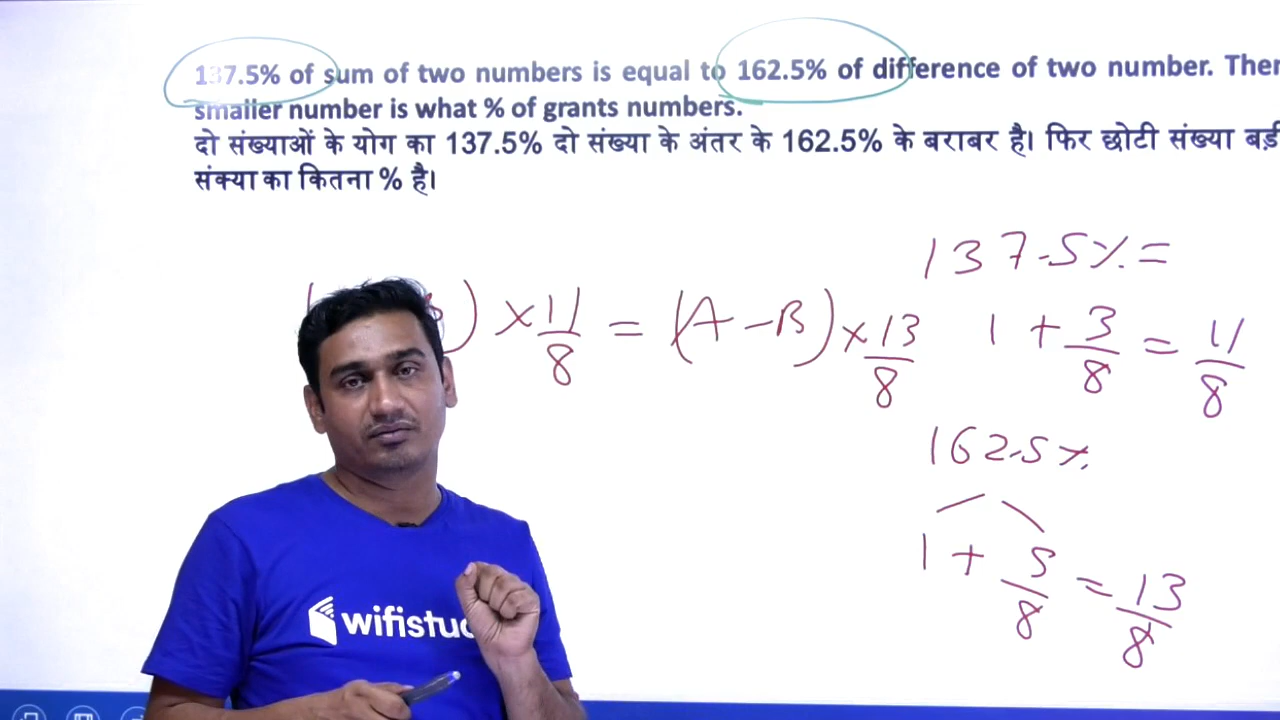 137.5% of sum of two numbers is equal to 162.5% of difference of two number. Then
smaller number is what % of grants numbers.
दो संख्याओं के योग का 137.5% दो संख्या के अंतर के 162.5% के बराबर है। फिर छोटी संख्या बड़ी
संक्या का कितना % है।
137.5% =
) × 11/8 = (A - B) × 13/8
1 + 3/8 = 11/8
162.5%
1 + 5/8 = 13/8
wifistud